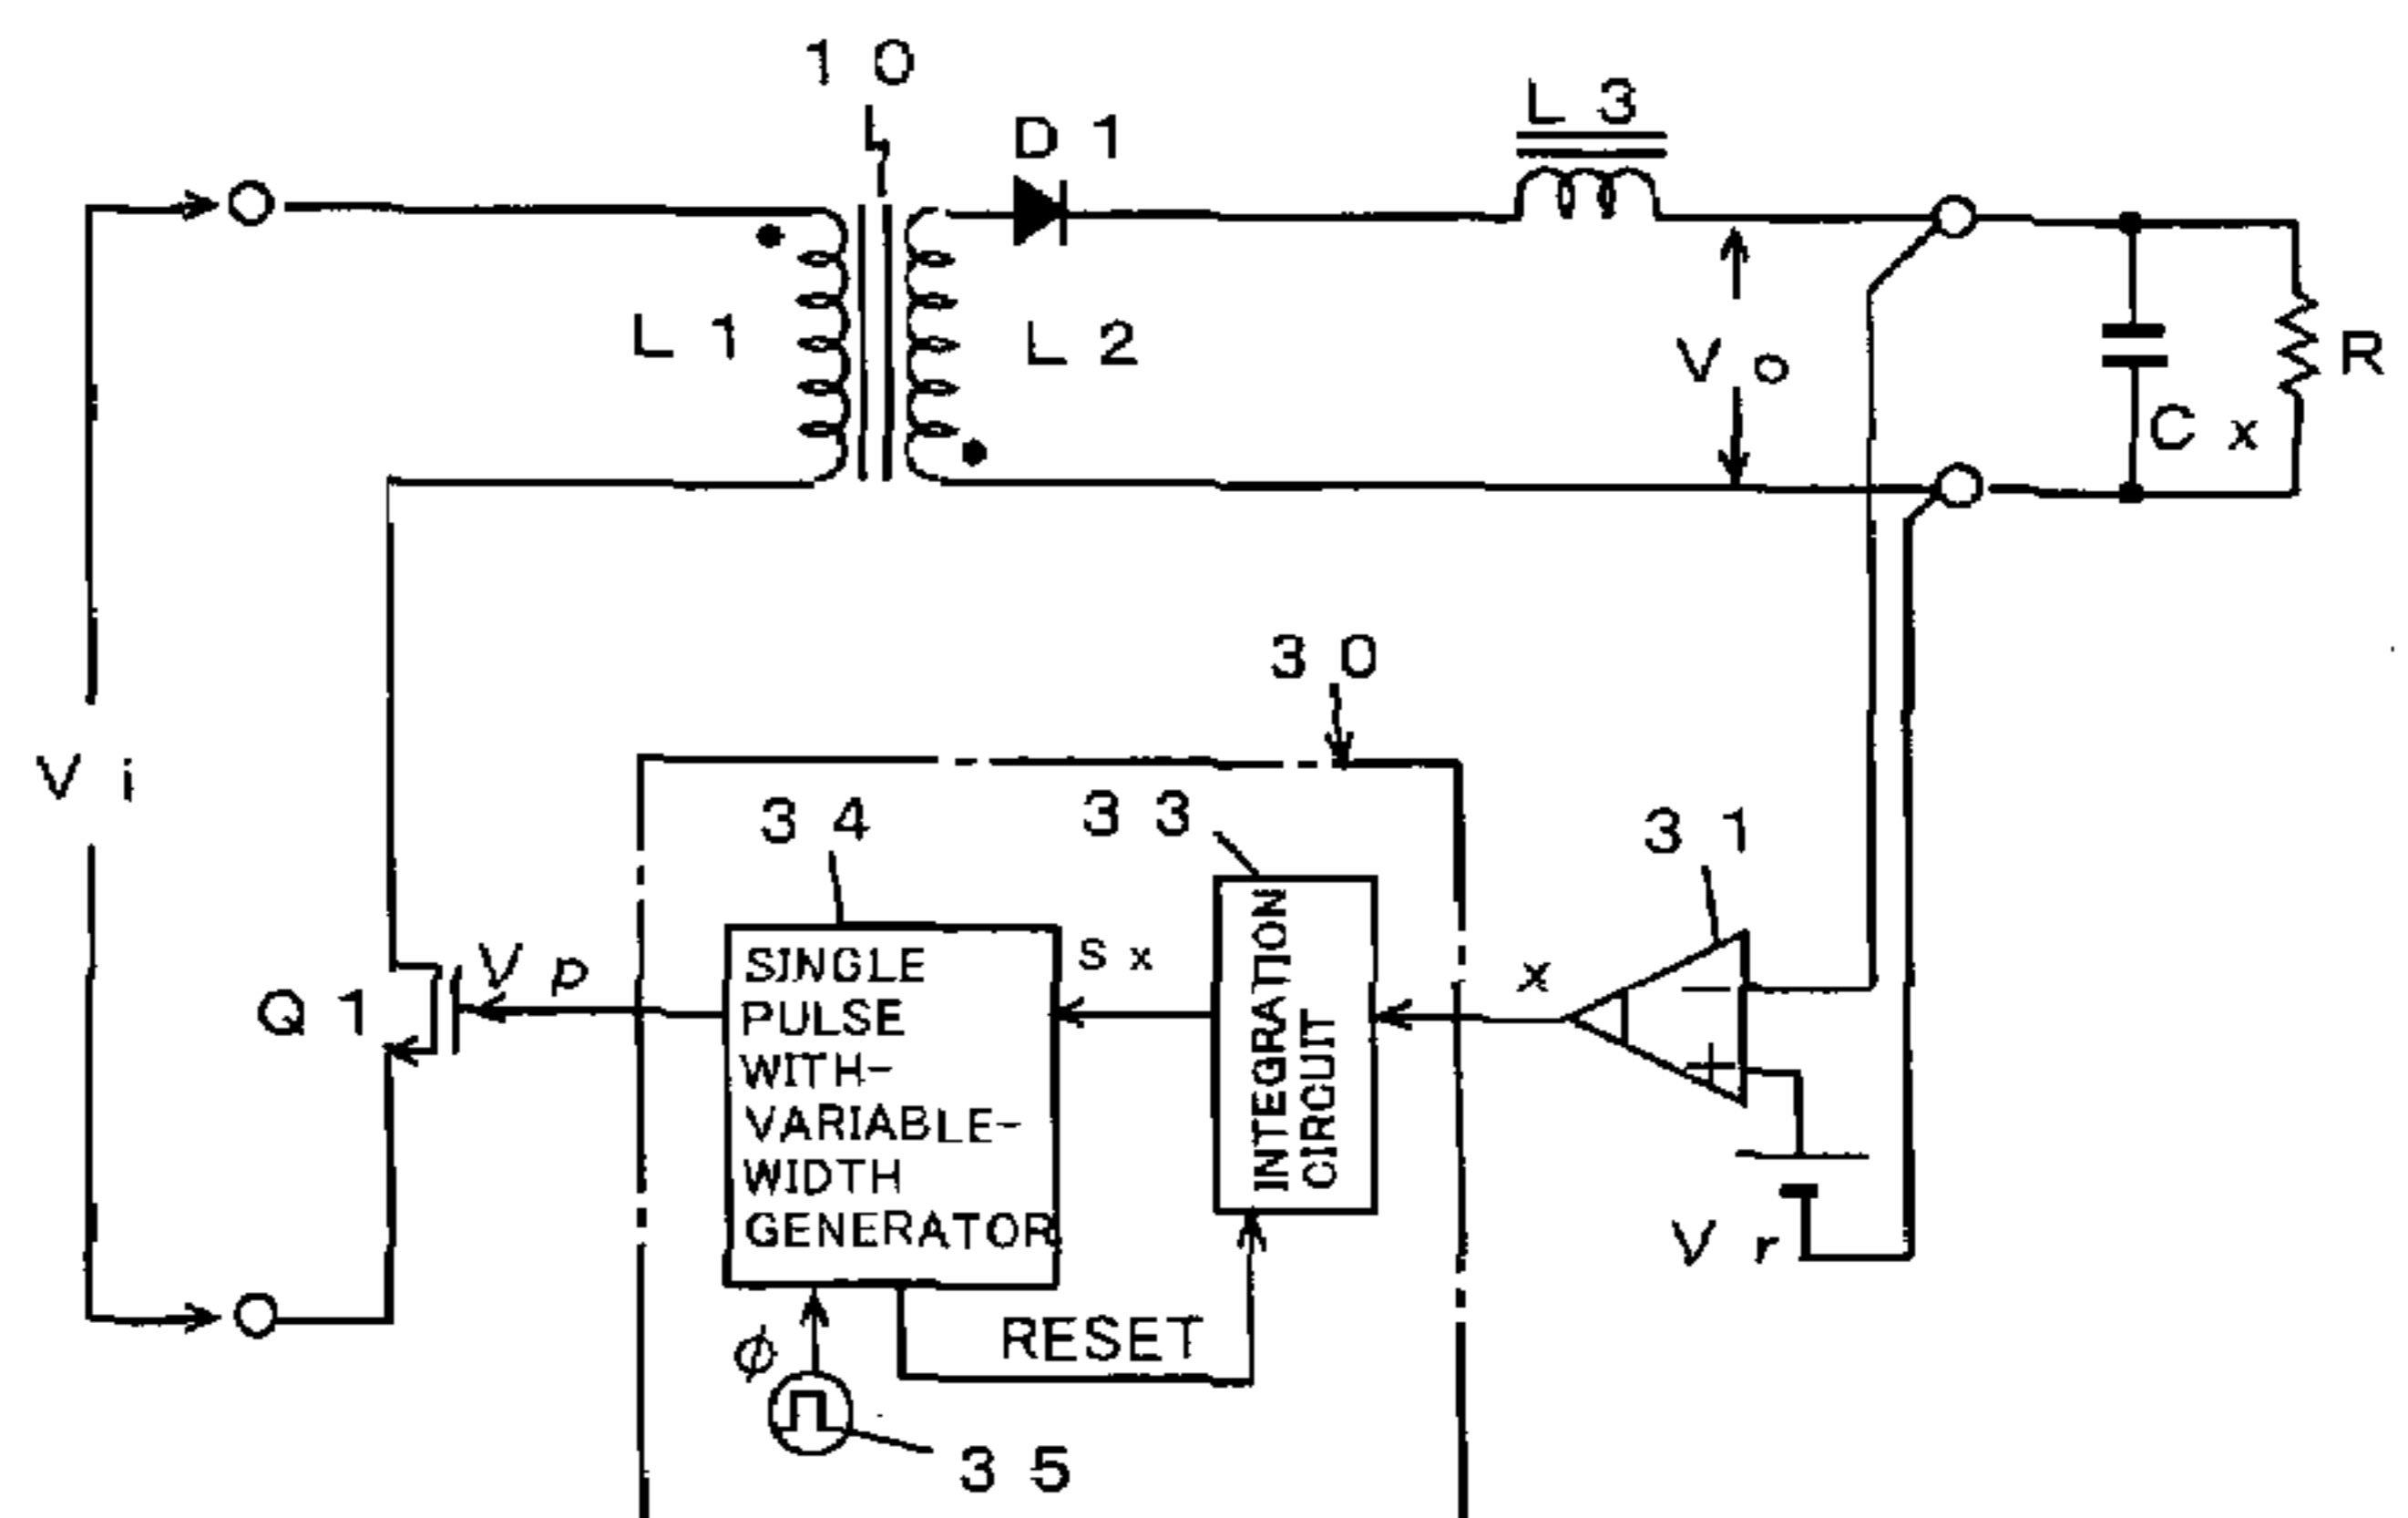 10
L3
D1
L1
L2
Vo
R
Cx
Vi
30
34
33
31
Q1
Vp
SINGLE
PULSE
WITH-
VARIABLE-
WIDTH
GENERATOR
Sx
INTEGRATION
CIRCUIT
x
−
+
Vr
RESET
ϕ
35